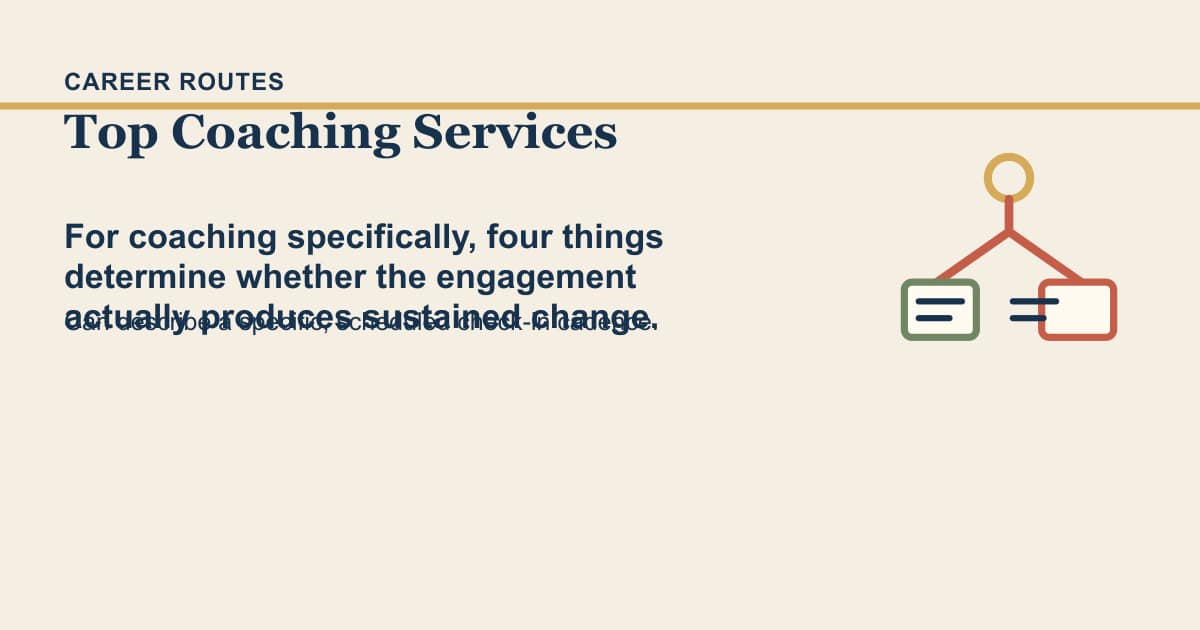 CAREER ROUTES
Top Coaching Services
For coaching specifically, four things
determine whether the engagement
actually produces sustained change.
Can describe a specific, scheduled check-in cadence.